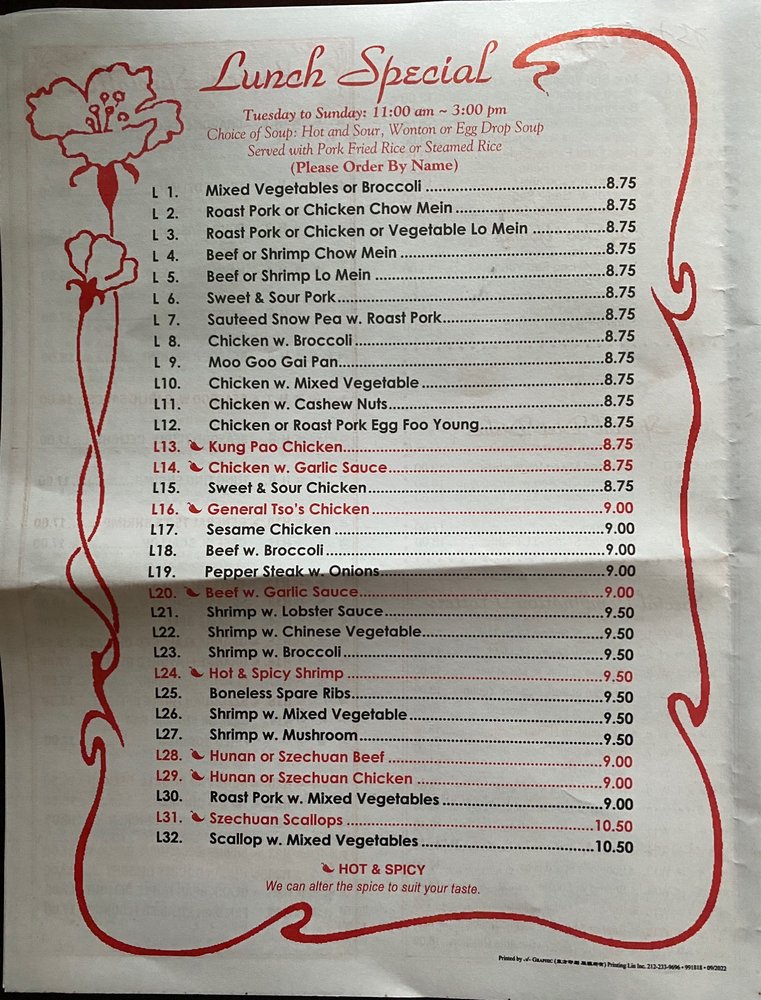 Lunch Special
Tuesday to Sunday: 11:00 am ~ 3:00 pm
Choice of Soup: Hot and Sour, Wonton or Egg Drop Soup
Served with Pork Fried Rice or Steamed Rice
(Please Order By Name)
L 1. Mixed Vegetables or Broccoli 8.75
L 2. Roast Pork or Chicken Chow Mein 8.75
L 3. Roast Pork or Chicken or Vegetable Lo Mein 8.75
L 4. Beef or Shrimp Chow Mein 8.75
L 5. Beef or Shrimp Lo Mein 8.75
L 6. Sweet & Sour Pork 8.75
L 7. Sauteed Snow Pea w. Roast Pork 8.75
L 8. Chicken w. Broccoli 8.75
L 9. Moo Goo Gai Pan 8.75
L10. Chicken w. Mixed Vegetable 8.75
L11. Chicken w. Cashew Nuts 8.75
L12. Chicken or Roast Pork Egg Foo Young 8.75
L13. Kung Pao Chicken 8.75
L14. Chicken w. Garlic Sauce 8.75
L15. Sweet & Sour Chicken 8.75
L16. General Tso's Chicken 9.00
L17. Sesame Chicken 9.00
L18. Beef w. Broccoli 9.00
L19. Pepper Steak w. Onions 9.00
L20. Beef w. Garlic Sauce 9.00
L21. Shrimp w. Lobster Sauce 9.50
L22. Shrimp w. Chinese Vegetable 9.50
L23. Shrimp w. Broccoli 9.50
L24. Hot & Spicy Shrimp 9.50
L25. Boneless Spare Ribs 9.50
L26. Shrimp w. Mixed Vegetable 9.50
L27. Shrimp w. Mushroom 9.50
L28. Hunan or Szechuan Beef 9.00
L29. Hunan or Szechuan Chicken 9.00
L30. Roast Pork w. Mixed Vegetables 9.00
L31. Szechuan Scallops 10.50
L32. Scallop w. Mixed Vegetables 10.50
HOT & SPICY
We can alter the spice to suit your taste.
Printed by Graphic Printing Lin Inc. 212-233-9696 • 991818 • 09/2022